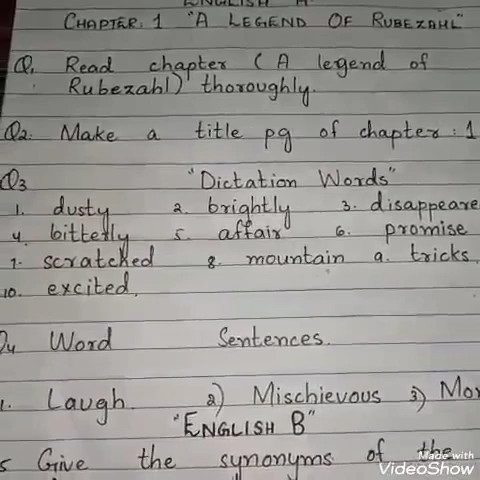 ENGLISH A
CHAPTER: 1 "A LEGEND OF RUBEZAHL"
Q1 Read chapter (A legend of
Rubezahl) thoroughly.
Q2. Make a title pg of chapter: 1
Q3 "Dictation Words"
1. dusty 2. brightly 3. disappeare
4. bitterly 5. affair 6. promise
7. scratched 8. mountain 9. tricks
10. excited.
Q4 Word Sentences.
1. Laugh 2) Mischievous 3)
"ENGLISH B"
5 Give the synonyms of the
Made with
VideoShow